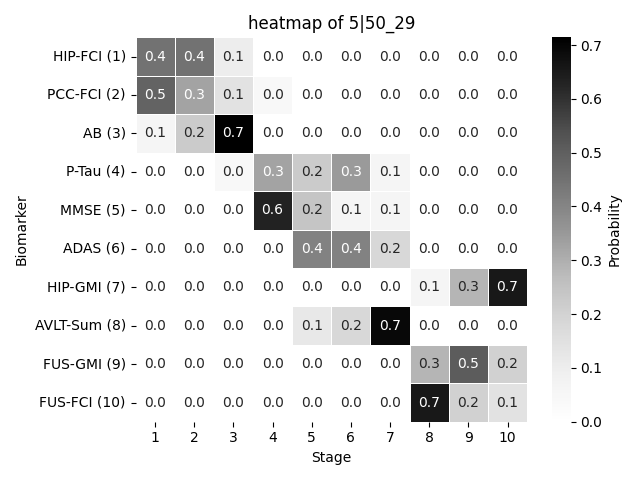 heatmap of 5|50_29
HIP-FCI (1) 0.4 0.4 0.1 0.0 0.0 0.0 0.0 0.0 0.0 0.0
PCC-FCI (2) 0.5 0.3 0.1 0.0 0.0 0.0 0.0 0.0 0.0 0.0
AB (3) 0.1 0.2 0.7 0.0 0.0 0.0 0.0 0.0 0.0 0.0
P-Tau (4) 0.0 0.0 0.0 0.3 0.2 0.3 0.1 0.0 0.0 0.0
MMSE (5) 0.0 0.0 0.0 0.6 0.2 0.1 0.1 0.0 0.0 0.0
ADAS (6) 0.0 0.0 0.0 0.0 0.4 0.4 0.2 0.0 0.0 0.0
HIP-GMI (7) 0.0 0.0 0.0 0.0 0.0 0.0 0.0 0.1 0.3 0.7
AVLT-Sum (8) 0.0 0.0 0.0 0.0 0.1 0.2 0.7 0.0 0.0 0.0
FUS-GMI (9) 0.0 0.0 0.0 0.0 0.0 0.0 0.0 0.3 0.5 0.2
FUS-FCI (10) 0.0 0.0 0.0 0.0 0.0 0.0 0.0 0.7 0.2 0.1
1 2 3 4 5 6 7 8 9 10
Stage
Biomarker
0.7
0.6
0.5
0.4
0.3
0.2
0.1
0.0
Probability